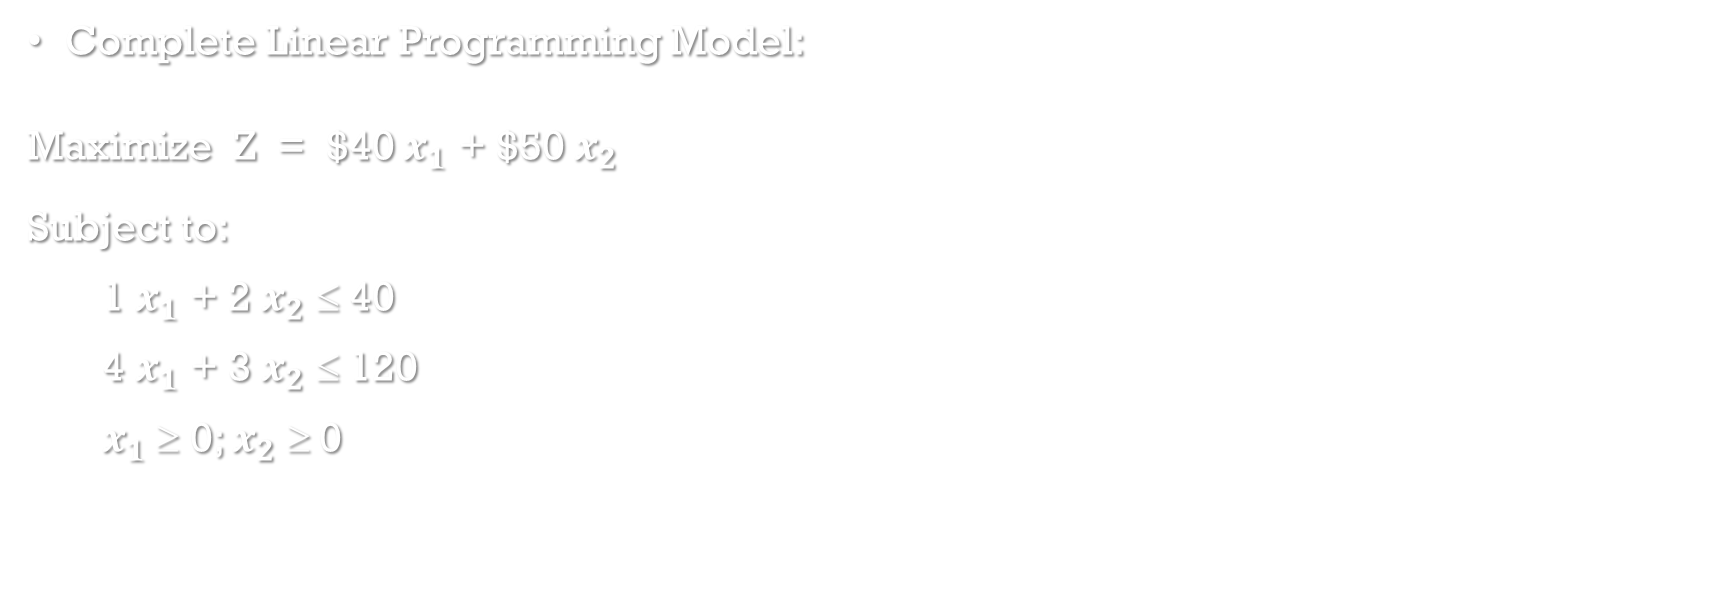 • Complete Linear Programming Model:
Maximize Z = $40 x₁ + $50 x₂
Subject to:
1 x₁ + 2 x₂ ≤ 40
4 x₁ + 3 x₂ ≤ 120
x₁ ≥ 0; x₂ ≥ 0